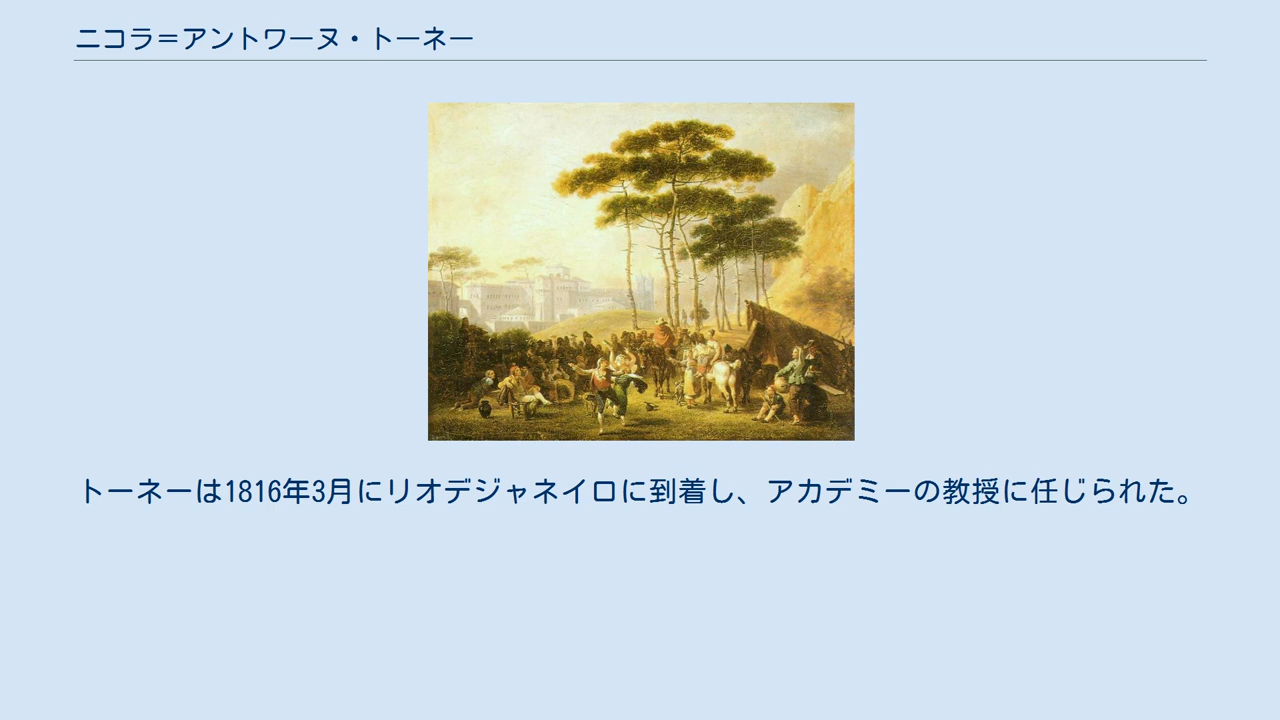 ニコラ=アントワーヌ・トーネー
トーネーは1816年3月にリオデジャネイロに到着し、アカデミーの教授に任じられた。